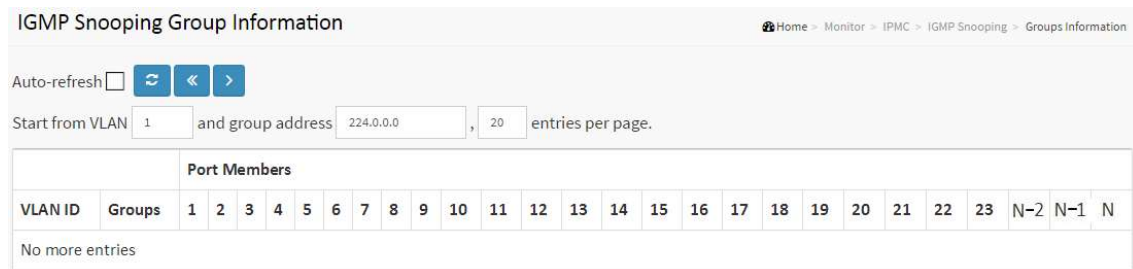 IGMP Snooping Group Information
Home > Monitor > IPMC > IGMP Snooping > Groups Information
Auto-refresh
Start from VLAN 1 and group address 224.0.0.0 , 20 entries per page.
Port Members
VLAN ID Groups 1 2 3 4 5 6 7 8 9 10 11 12 13 14 15 16 17 18 19 20 21 22 23 N-2 N-1 N
No more entries